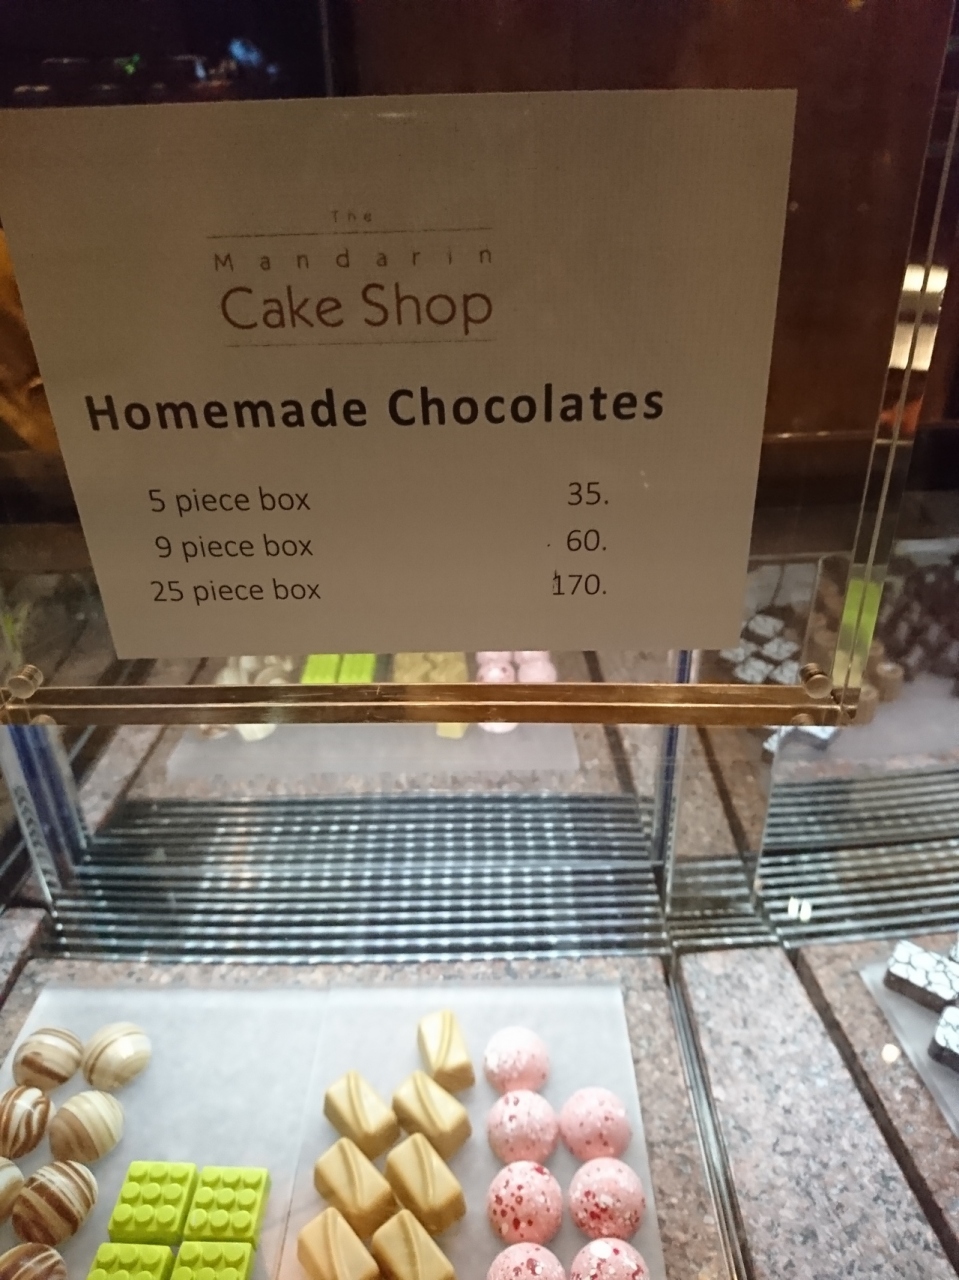 The
Mandarin
Cake Shop
Homemade Chocolates
5 piece box 35.
9 piece box 60.
25 piece box 170.